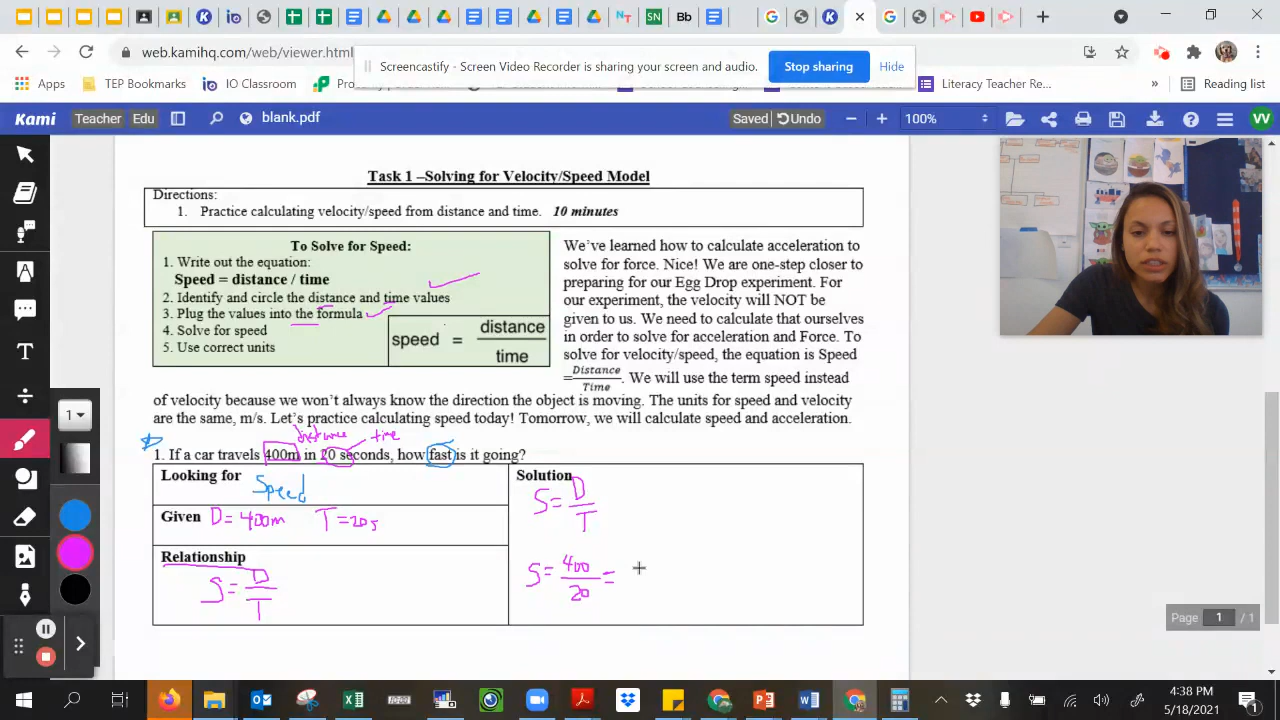 web.kamihq.com/web/viewer.html
Screencastify - Screen Video Recorder is sharing your screen and audio.
Stop sharing
Hide
Apps
TEP Bookmarks
IO Classroom
Literacy Teacher Re...
Reading list
Kami
Teacher
Edu
blank.pdf
Saved
Undo
100%
VV
Task 1 –Solving for Velocity/Speed Model
Directions:
1. Practice calculating velocity/speed from distance and time. 10 minutes
To Solve for Speed:
1. Write out the equation:
Speed = distance / time
2. Identify and circle the distance and time values
3. Plug the values into the formula
4. Solve for speed
5. Use correct units
speed = distance
time
We've learned how to calculate acceleration to
solve for force. Nice! We are one-step closer to
preparing for our Egg Drop experiment. For
our experiment, the velocity will NOT be
given to us. We need to calculate that ourselves
in order to solve for acceleration and Force. To
solve for velocity/speed, the equation is Speed
=Distance
Time. We will use the term speed instead
of velocity because we won't always know the direction the object is moving. The units for speed and velocity
are the same, m/s. Let's practice calculating speed today! Tomorrow, we will calculate speed and acceleration.
distance time
1. If a car travels 400m in 20 seconds, how fast is it going?
Looking for
Speed
Given D = 400m T = 20s
Relationship
S = D
T
Solution
S = D
T
S = 400 =
20
1
Page 1 / 1
4:38 PM
5/18/2021